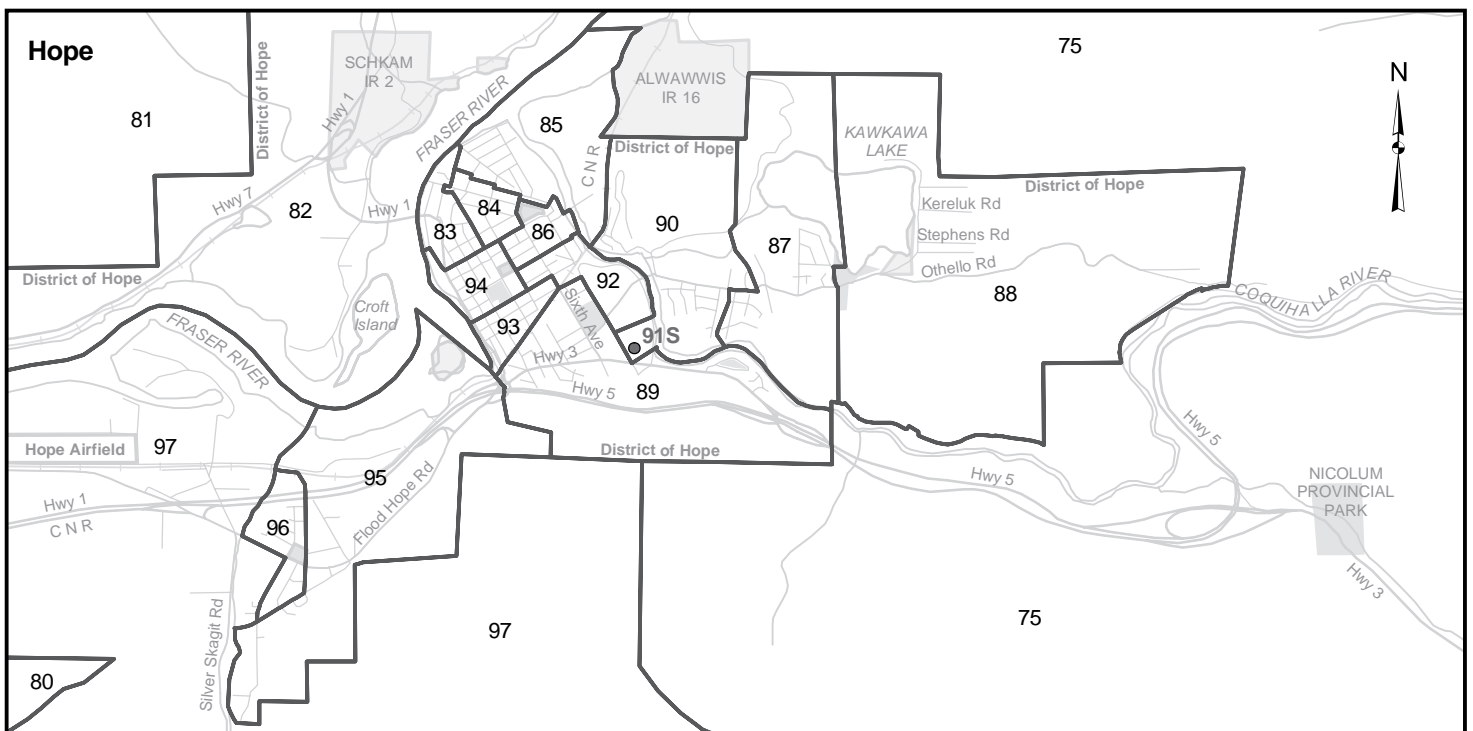 Hope
81
District of Hope
SCHKAM
IR 2
Hwy 1
FRASER RIVER
85
ALWAWWIS
IR 16
75
N
District of Hope
C N R
KAWKAWA
LAKE
District of Hope
Kereluk Rd
Stephens Rd
Othello Rd
Hwy 7
82
Hwy 1
83
84
86
90
87
88
COQUIHALLA RIVER
District of Hope
94
92
Croft
Island
Sixth Ave
93
91S
FRASER RIVER
Hwy 3
Hwy 5
89
Hwy 5
Hope Airfield
97
95
District of Hope
Flood Hope Rd
Hwy 5
NICOLUM
PROVINCIAL
PARK
Hwy 1
C N R
96
Hwy 3
Silver Skagit Rd
97
75
80